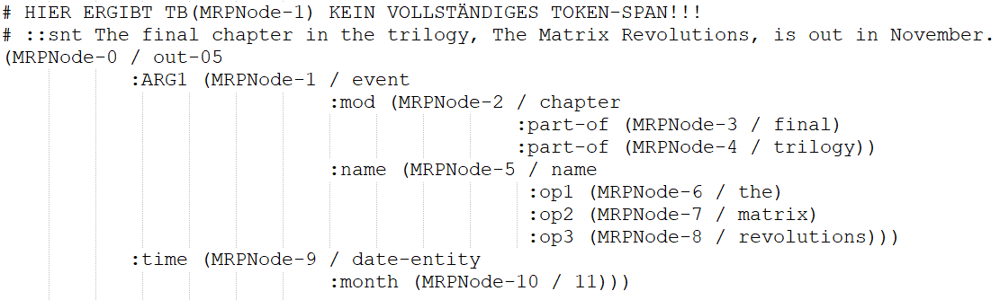 # HIER ERGIBT TB(MRPNode-1) KEIN VOLLSTÄNDIGES TOKEN-SPAN!!!
# ::snt The final chapter in the trilogy, The Matrix Revolutions, is out in November.
(MRPNode-0 / out-05
:ARG1 (MRPNode-1 / event
:mod (MRPNode-2 / chapter
:part-of (MRPNode-3 / final)
:part-of (MRPNode-4 / trilogy))
:name (MRPNode-5 / name
:op1 (MRPNode-6 / the)
:op2 (MRPNode-7 / matrix)
:op3 (MRPNode-8 / revolutions)))
:time (MRPNode-9 / date-entity
:month (MRPNode-10 / 11)))